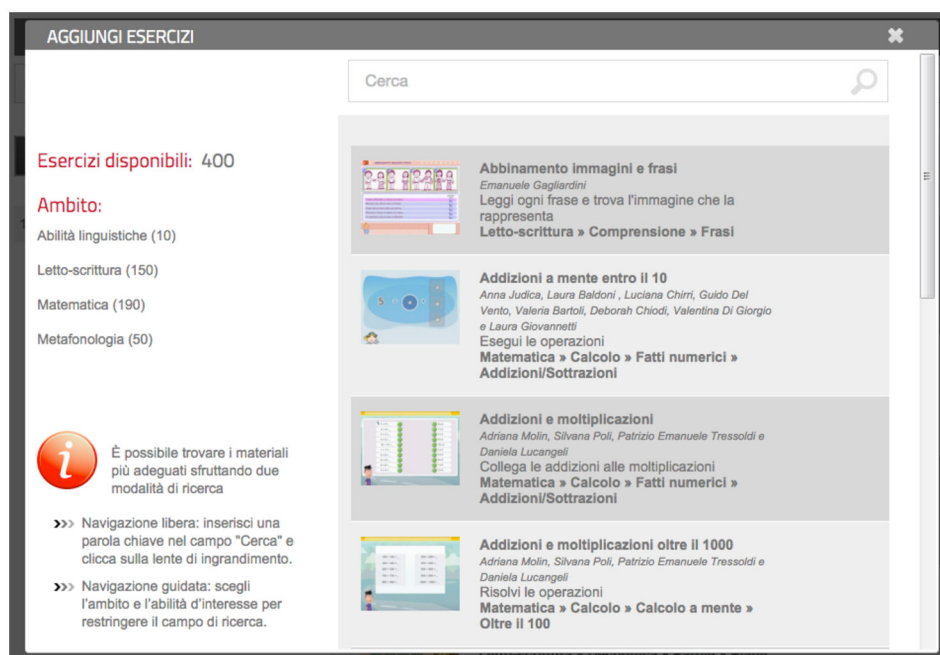 AGGIUNGI ESERCIZI
Cerca
Esercizi disponibili: 400
Ambito:
Abilità linguistiche (10)
Letto-scrittura (150)
Matematica (190)
Metafonologia (50)
È possibile trovare i materiali
più adeguati sfruttando due
modalità di ricerca
Navigazione libera: inserisci una
parola chiave nel campo "Cerca" e
clicca sulla lente di ingrandimento.
Navigazione guidata: scegli
l'ambito e l'abilità d'interesse per
restringere il campo di ricerca.
Abbinamento immagini e frasi
Emanuele Gagliardini
Leggi ogni frase e trova l'immagine che la
rappresenta
Letto-scrittura » Comprensione » Frasi
Addizioni a mente entro il 10
Anna Judica, Laura Baldoni , Luciana Chirri, Guido Del
Vento, Valeria Bartoli, Deborah Chiodi, Valentina Di Giorgio
e Laura Giovannetti
Esegui le operazioni
Matematica » Calcolo » Fatti numerici »
Addizioni/Sottrazioni
Addizioni e moltiplicazioni
Adriana Molin, Silvana Poli, Patrizio Emanuele Tressoldi e
Daniela Lucangeli
Collega le addizioni alle moltiplicazioni
Matematica » Calcolo » Fatti numerici »
Addizioni/Sottrazioni
Addizioni e moltiplicazioni oltre il 1000
Adriana Molin, Silvana Poli, Patrizio Emanuele Tressoldi e
Daniela Lucangeli
Risolvi le operazioni
Matematica » Calcolo » Calcolo a mente »
Oltre il 100